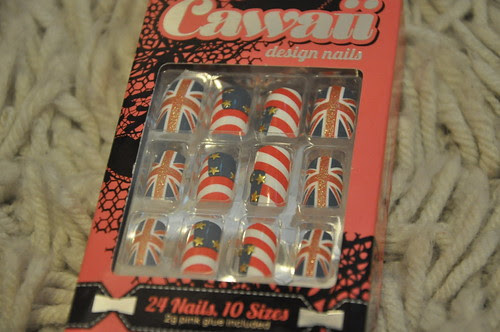 Cawaii
design nails
24 Nails, 10 Sizes
2g pink glue included